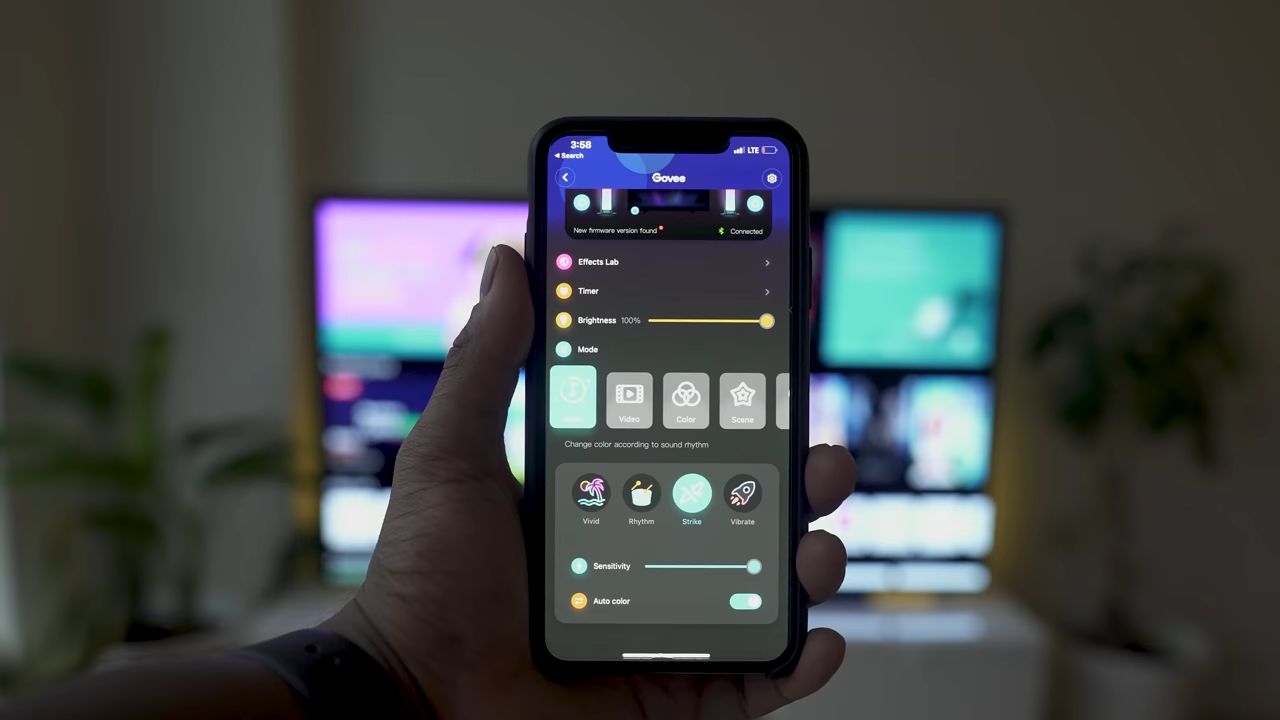 3:58
LTE
◀ Search
Govee
New firmware version found
Connected
Effects Lab
Timer
Brightness 100%
Mode
Video
Color
Scene
Change color according to sound rhythm
Vivid
Rhythm
Strike
Vibrate
Sensitivity
Auto color